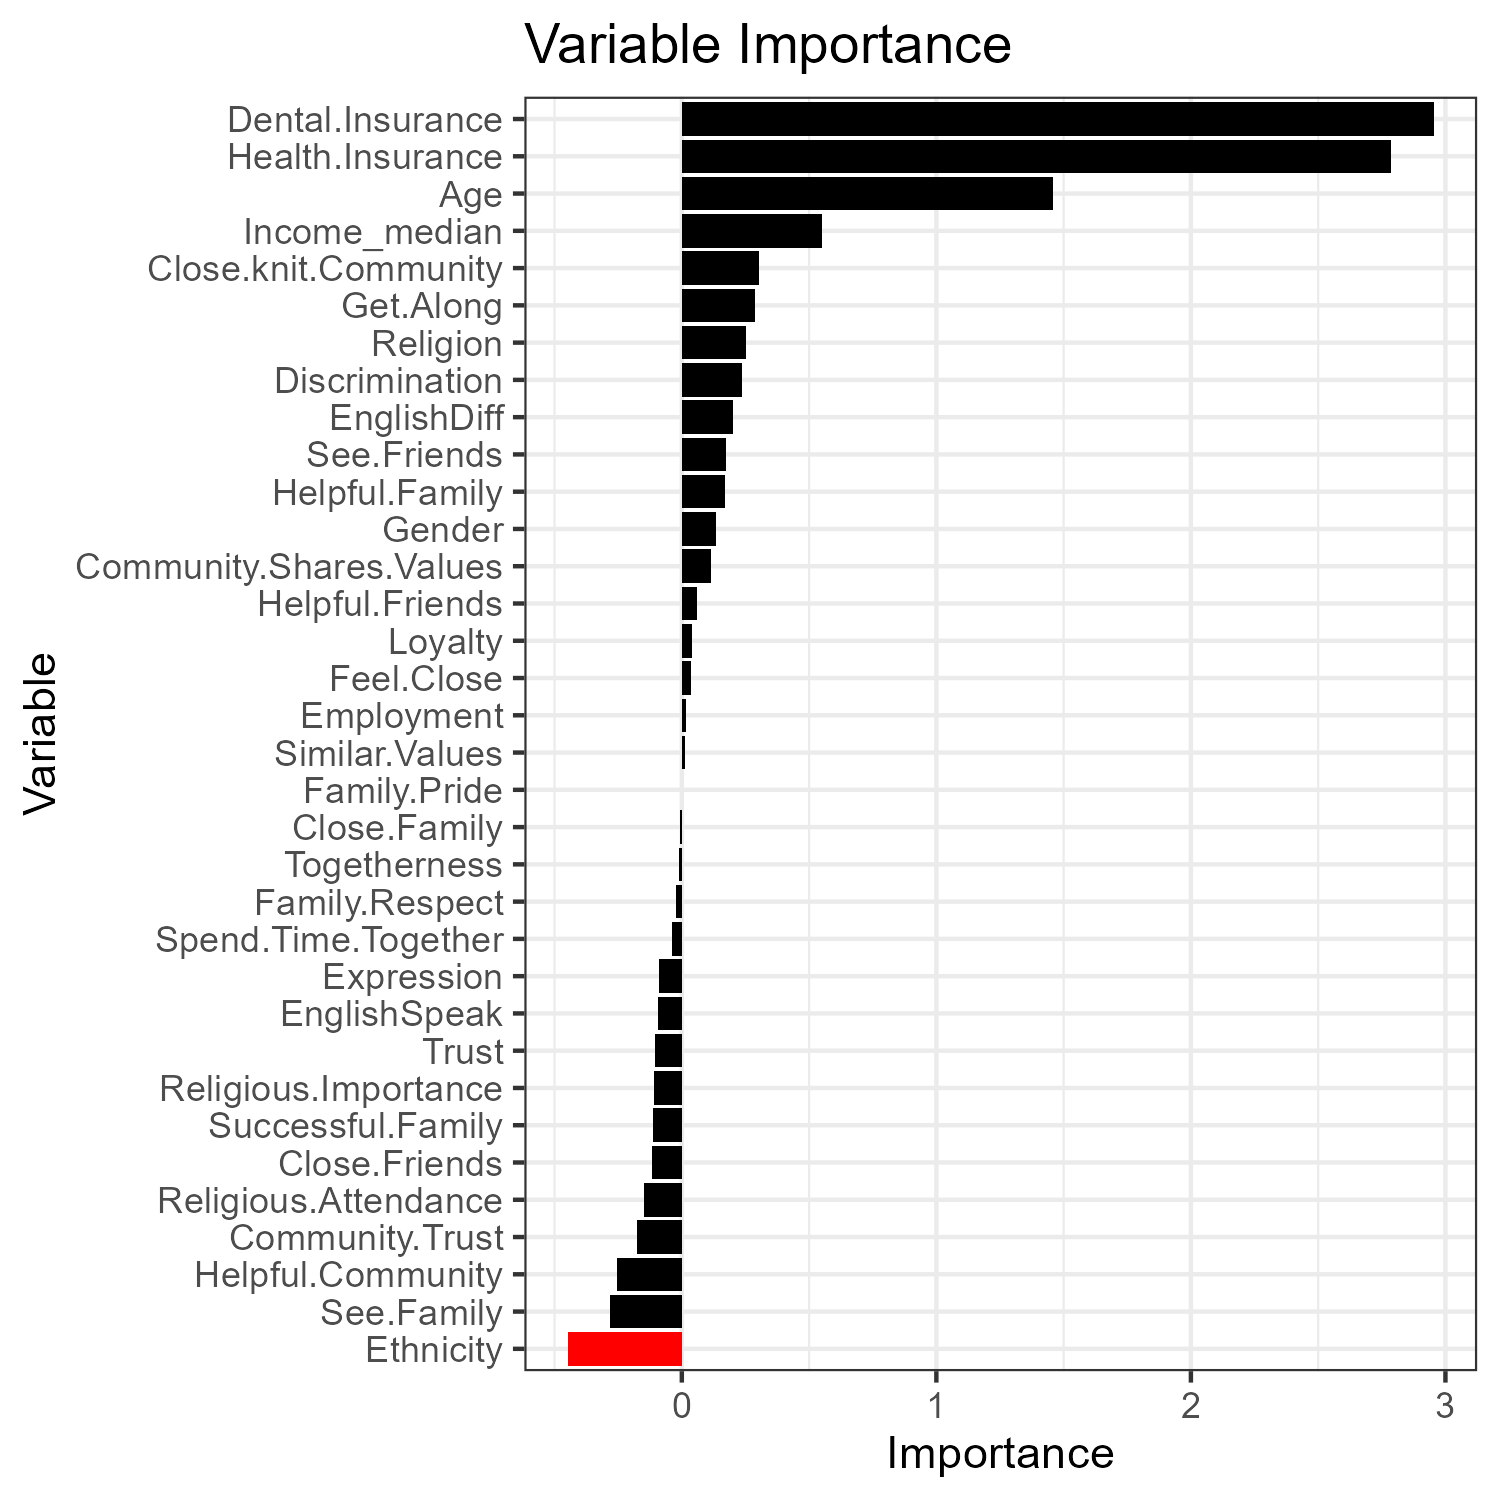 Variable Importance
Dental.Insurance
Health.Insurance
Age
Income_median
Close.knit.Community
Get.Along
Religion
Discrimination
EnglishDiff
See.Friends
Helpful.Family
Gender
Community.Shares.Values
Helpful.Friends
Loyalty
Feel.Close
Employment
Similar.Values
Family.Pride
Close.Family
Togetherness
Family.Respect
Spend.Time.Together
Expression
EnglishSpeak
Trust
Religious.Importance
Successful.Family
Close.Friends
Religious.Attendance
Community.Trust
Helpful.Community
See.Family
Ethnicity
Variable
0 1 2 3
Importance